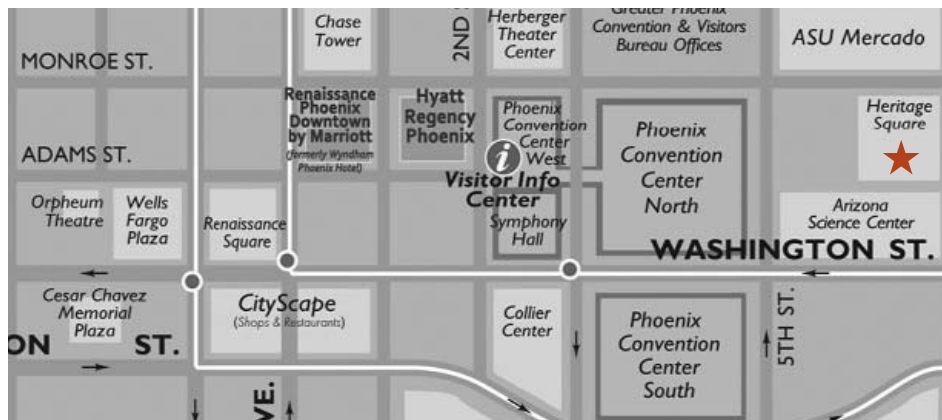 Chase
Tower
2ND S
Herberger
Theater
Center
Greater Phoenix
Convention & Visitors
Bureau Offices
ASU Mercado
MONROE ST.
Renaissance
Phoenix
Downtown
by Marriott
(formerly Wyndham
Phoenix Hotel)
Hyatt
Regency
Phoenix
Phoenix
Convention
Center
West
i
Visitor Info
Center
Phoenix
Convention
Center
North
Heritage
Square
ADAMS ST.
Orpheum
Theatre
Wells
Fargo
Plaza
Renaissance
Square
Symphony
Hall
Arizona
Science Center
WASHINGTON ST.
Cesar Chavez
Memorial
Plaza
CityScape
(Shops & Restaurants)
Collier
Center
Phoenix
Convention
Center
South
5TH ST.
ON ST.
VE.